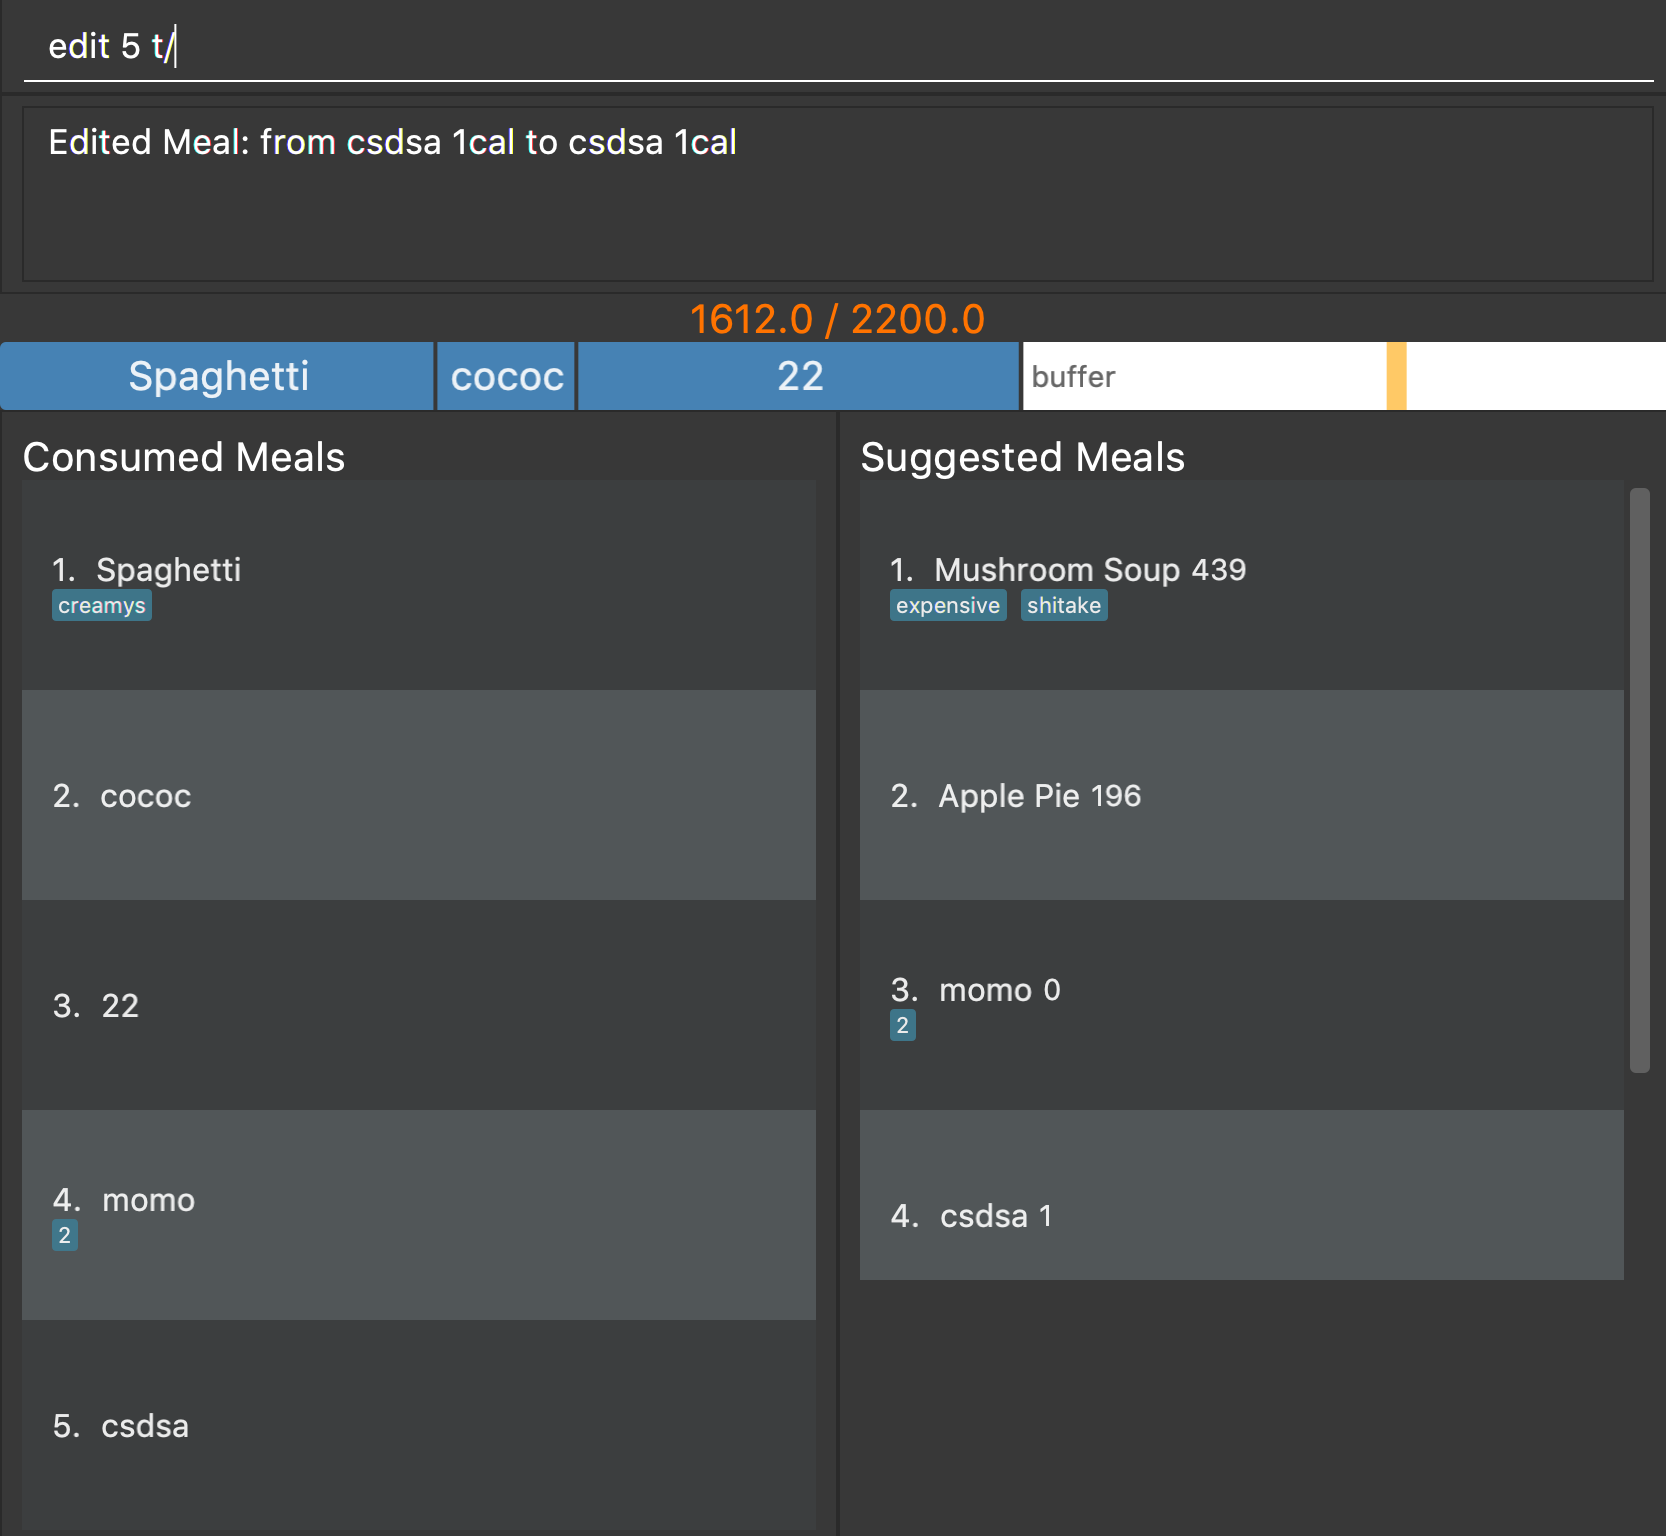 edit 5 t/
Edited Meal: from csdsa 1cal to csdsa 1cal
1612.0 / 2200.0
Spaghetti cococ 22 buffer
Consumed Meals
1. Spaghetti
creamys
2. cococ
3. 22
4. momo
2
5. csdsa
Suggested Meals
1. Mushroom Soup 439
expensive shitake
2. Apple Pie 196
3. momo 0
2
4. csdsa 1